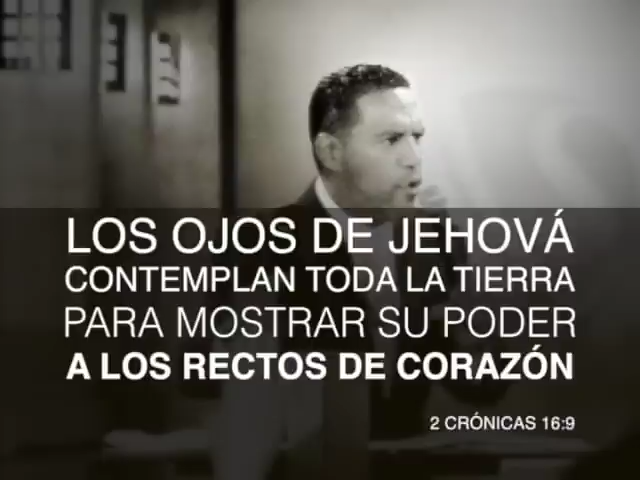 LOS OJOS DE JEHOVÁ
CONTEMPLAN TODA LA TIERRA
PARA MOSTRAR SU PODER
A LOS RECTOS DE CORAZÓN
2 CRÓNICAS 16:9